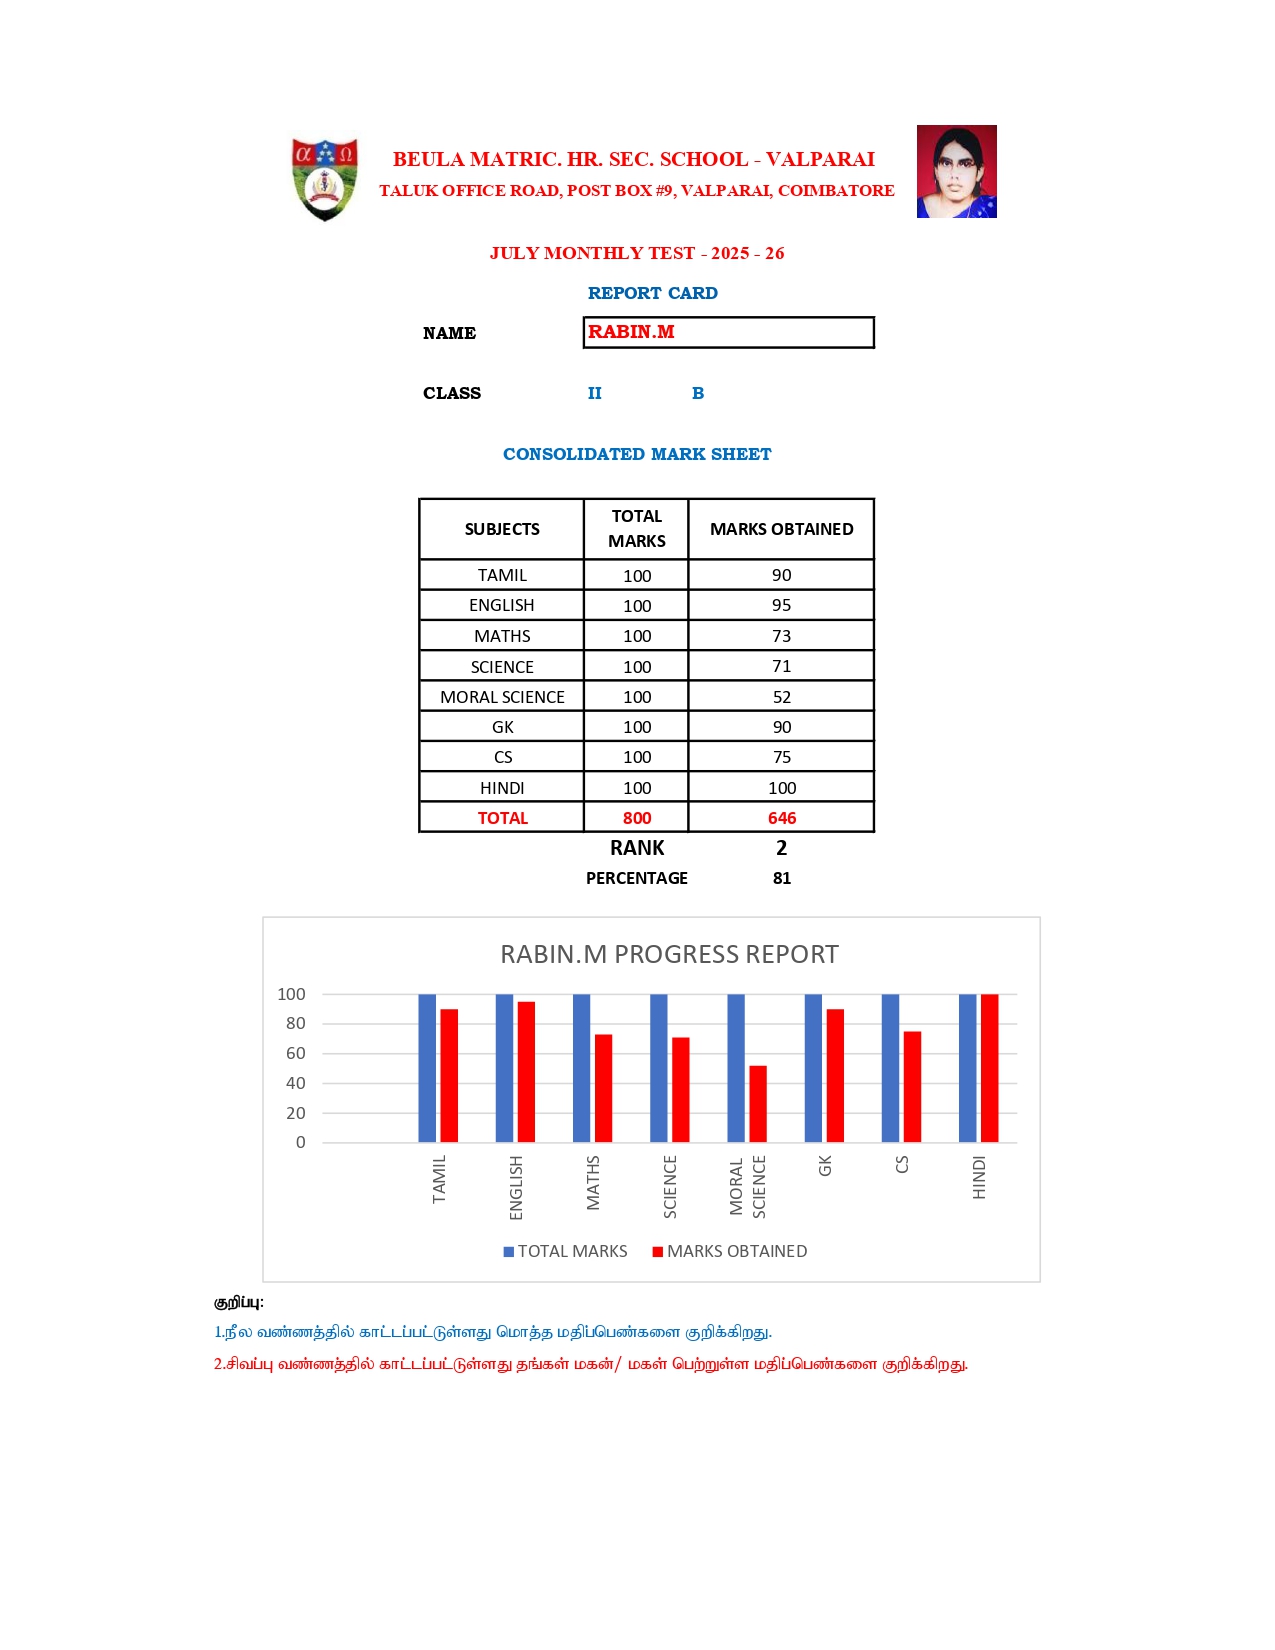 α Ω
BEULA MATRIC. HR. SEC. SCHOOL - VALPARAI
TALUK OFFICE ROAD, POST BOX #9, VALPARAI, COIMBATORE
JULY MONTHLY TEST - 2025 - 26
REPORT CARD
NAME RABIN.M
CLASS II B
CONSOLIDATED MARK SHEET
SUBJECTS TOTAL MARKS MARKS OBTAINED
TAMIL 100 90
ENGLISH 100 95
MATHS 100 73
SCIENCE 100 71
MORAL SCIENCE 100 52
GK 100 90
CS 100 75
HINDI 100 100
TOTAL 800 646
RANK 2
PERCENTAGE 81
RABIN.M PROGRESS REPORT
100
80
60
40
20
0
TAMIL ENGLISH MATHS SCIENCE MORAL SCIENCE GK CS HINDI
TOTAL MARKS MARKS OBTAINED
குறிப்பு:
1.நீல வண்ணத்தில் காட்டப்பட்டுள்ளது மொத்த மதிப்பெண்களை குறிக்கிறது.
2.சிவப்பு வண்ணத்தில் காட்டப்பட்டுள்ளது தங்கள் மகன்/ மகள் பெற்றுள்ள மதிப்பெண்களை குறிக்கிறது.